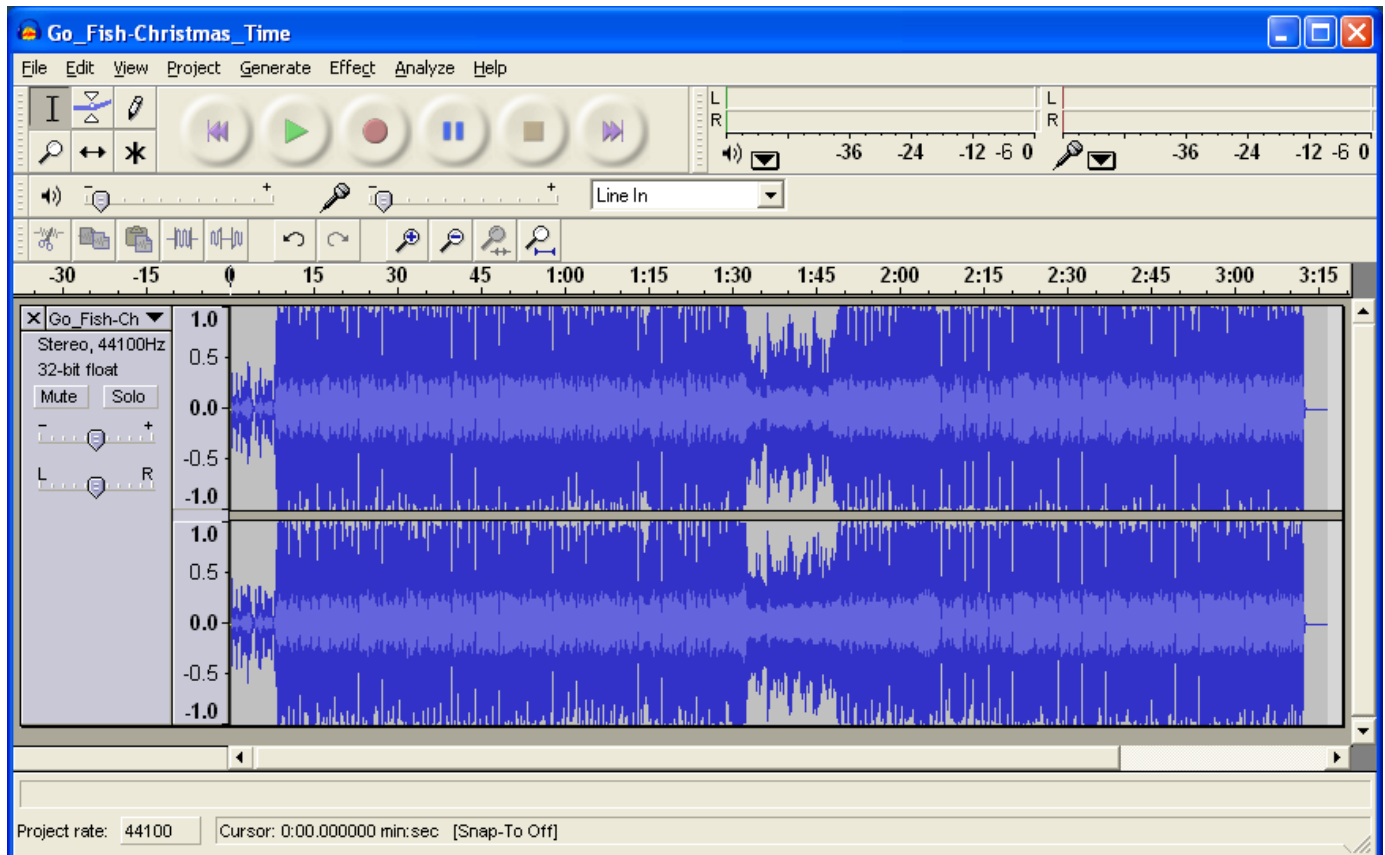 Go_Fish-Christmas_Time
File Edit View Project Generate Effect Analyze Help
L
R
-36 -24 -12 -6 0
L
R
-36 -24 -12 -6 0
- + - + Line In
-30 -15 0 15 30 45 1:00 1:15 1:30 1:45 2:00 2:15 2:30 2:45 3:00 3:15
X Go_Fish-Ch
Stereo, 44100Hz
32-bit float
Mute Solo
- +
L R
1.0
0.5
0.0
-0.5
-1.0
1.0
0.5
0.0
-0.5
-1.0
Project rate: 44100 Cursor: 0:00.000000 min:sec [Snap-To Off]